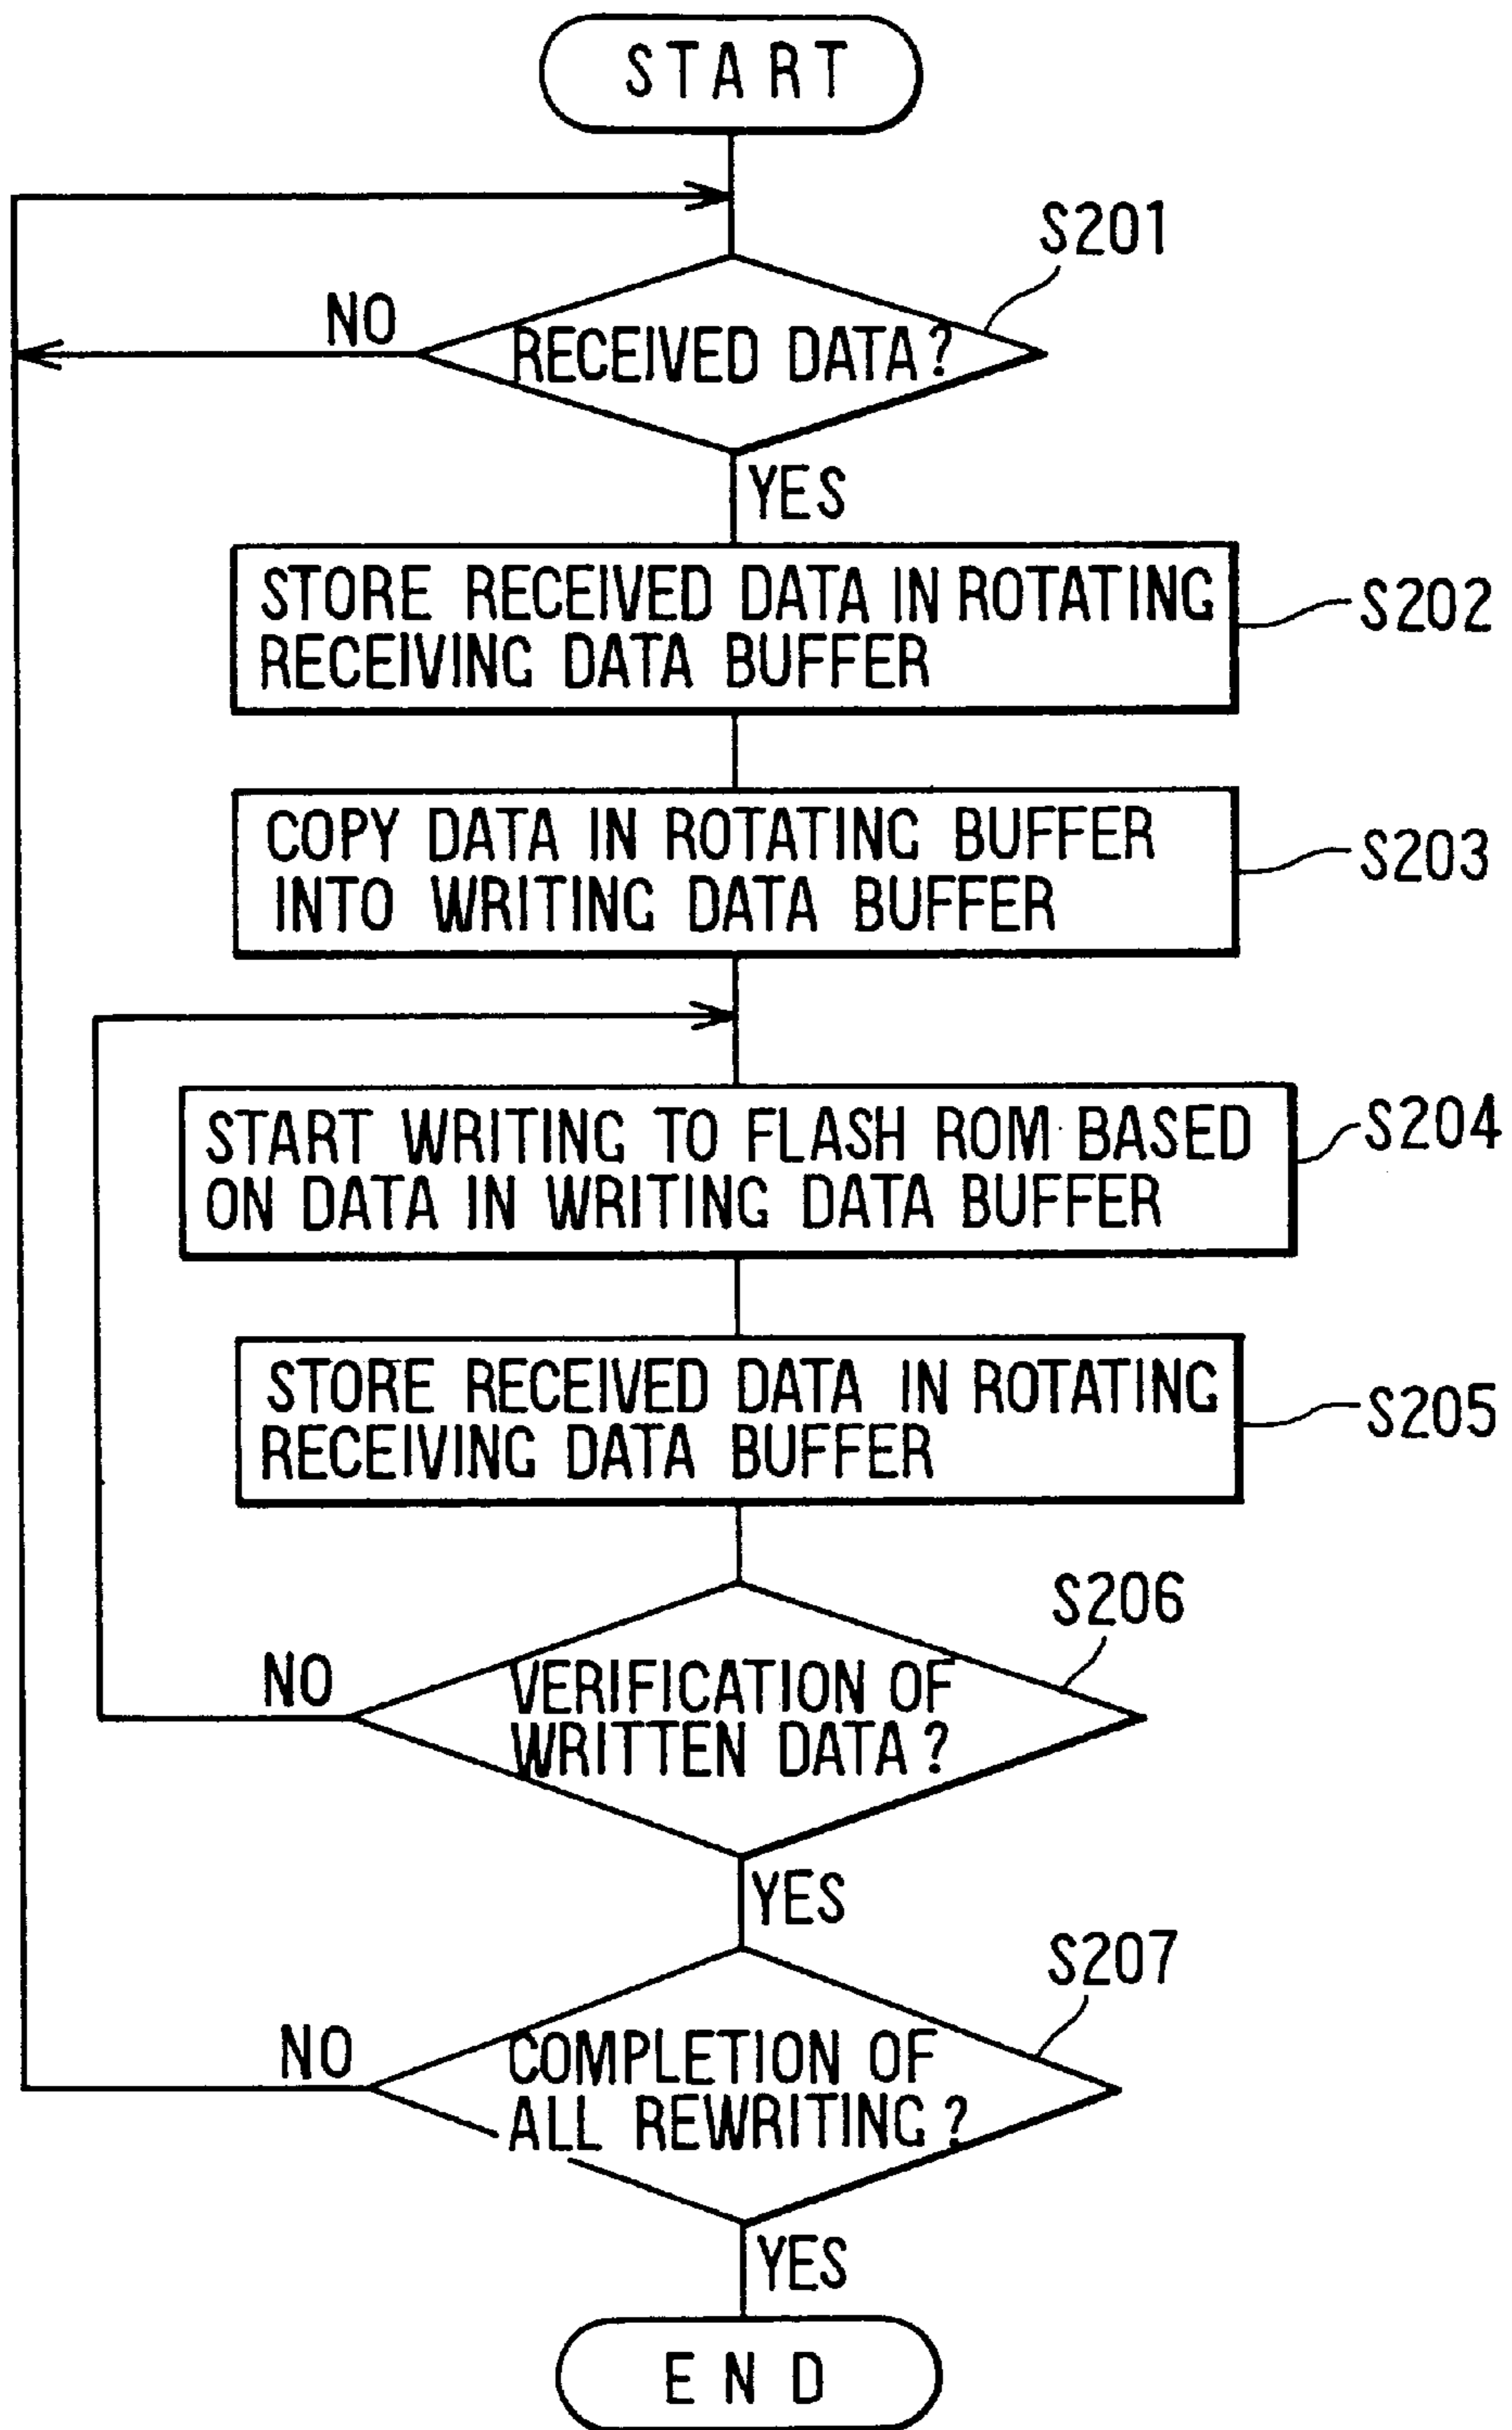 START
S201
NO
RECEIVED DATA?
YES
STORE RECEIVED DATA IN ROTATING
RECEIVING DATA BUFFER
S202
COPY DATA IN ROTATING BUFFER
INTO WRITING DATA BUFFER
S203
START WRITING TO FLASH ROM BASED
ON DATA IN WRITING DATA BUFFER
S204
STORE RECEIVED DATA IN ROTATING
RECEIVING DATA BUFFER
S205
S206
NO
VERIFICATION OF
WRITTEN DATA?
YES
S207
NO
COMPLETION OF
ALL REWRITING?
YES
END